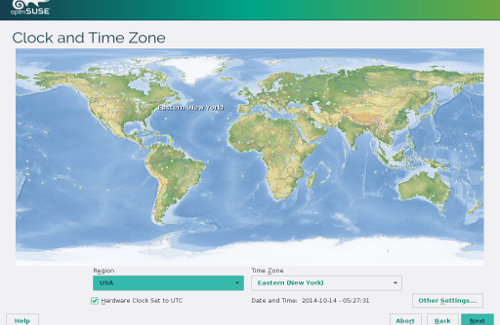 openSUSE
Clock and Time Zone
Eastern (New York)
Region
Time Zone
USA
Eastern (New York)
Hardware Clock Set to UTC
Date and Time: 2014-10-14 - 05:27:31
Other Settings...
Help
Abort
Back
Next